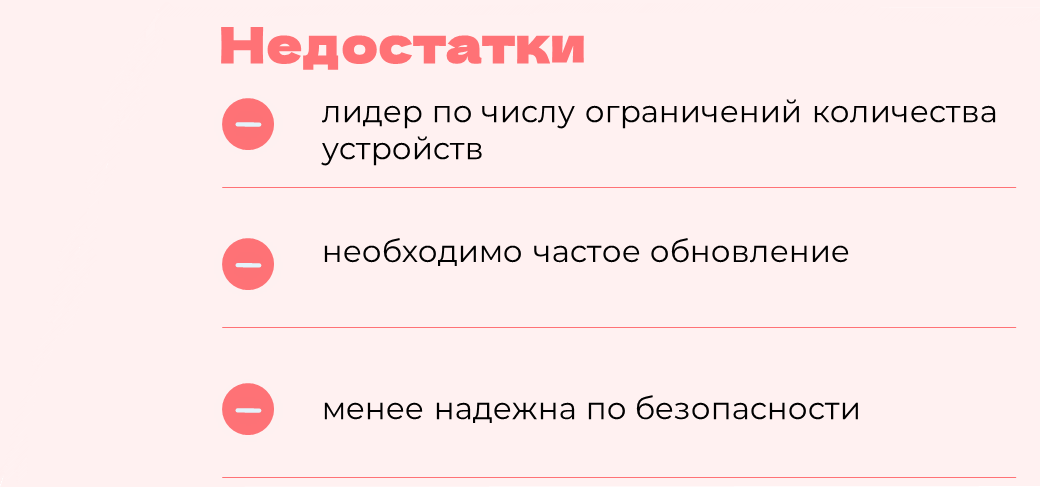 Недостатки
лидер по числу ограничений количества
устройств
необходимо частое обновление
менее надежна по безопасности